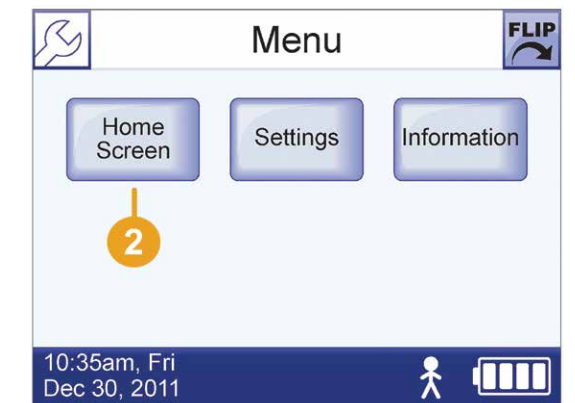 Menu
FLIP
Home
Screen
Settings
Information
2
10:35am, Fri
Dec 30, 2011